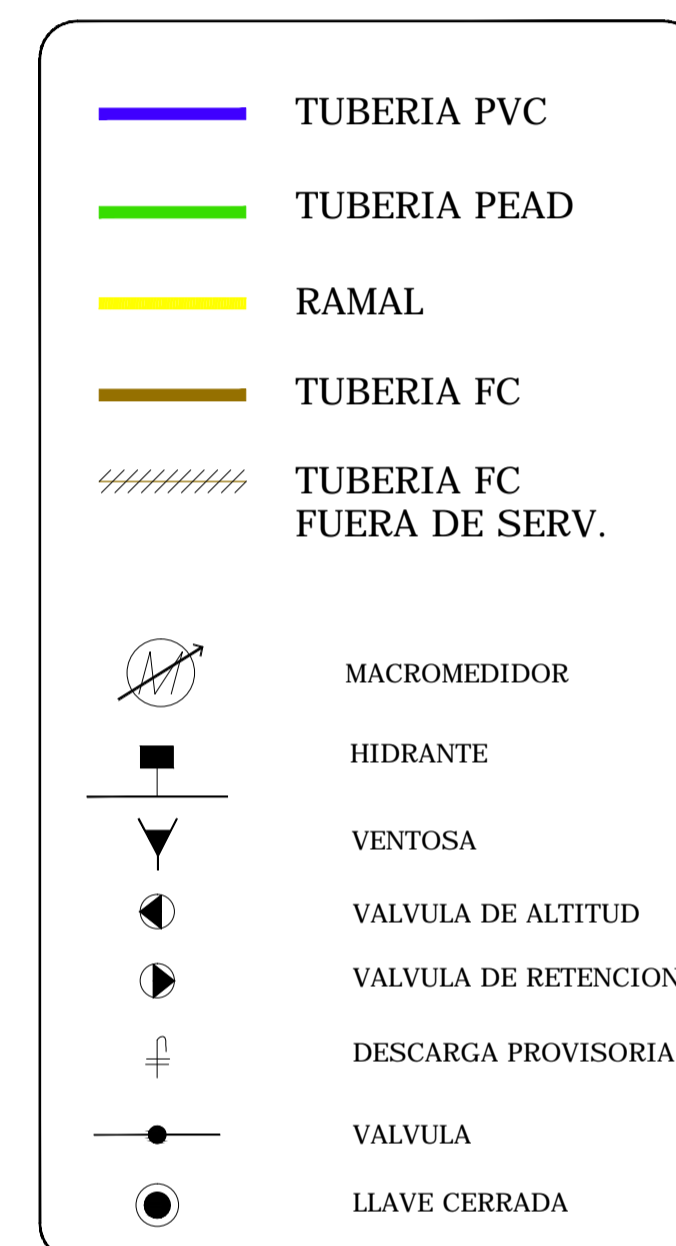 TUBERIA PVC
TUBERIA PEAD
RAMAL
TUBERIA FC
TUBERIA FC
FUERA DE SERV.
M
MACROMEDIDOR
HIDRANTE
VENTOSA
VALVULA DE ALTITUD
VALVULA DE RETENCION
DESCARGA PROVISORIA
VALVULA
LLAVE CERRADA